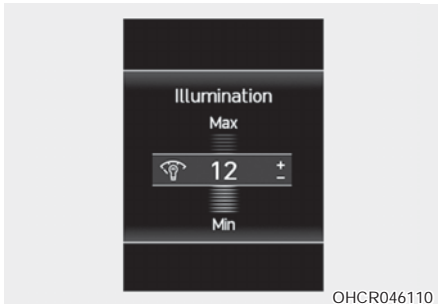 Illumination
Max
12 + −
Min
OHCR046110